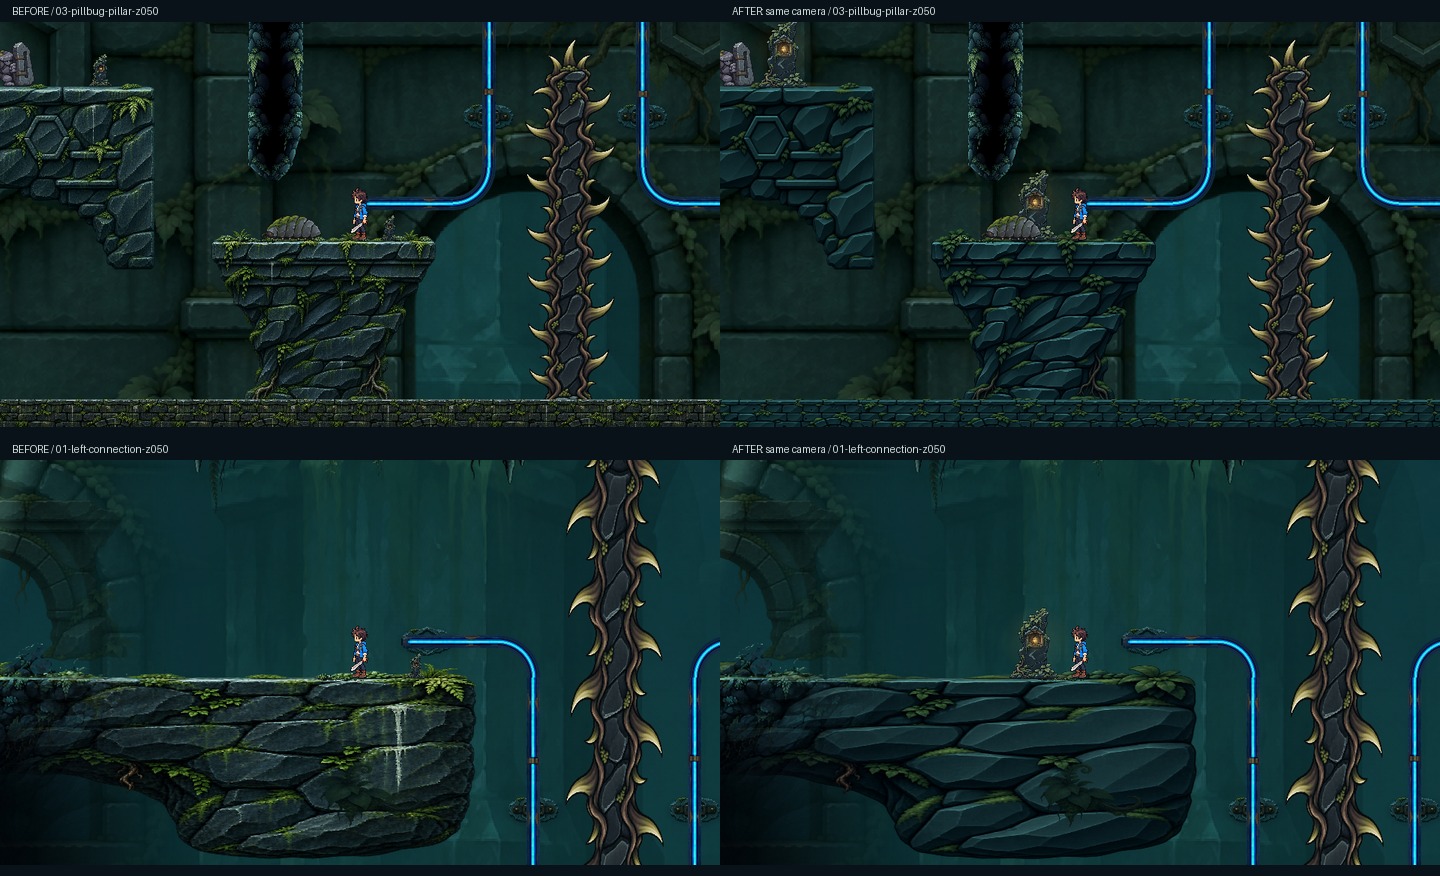 BEFORE / 03-pillbug-pillar-z050
AFTER same camera / 03-pillbug-pillar-z050
BEFORE / 01-left-connection-z050
AFTER same camera / 01-left-connection-z050